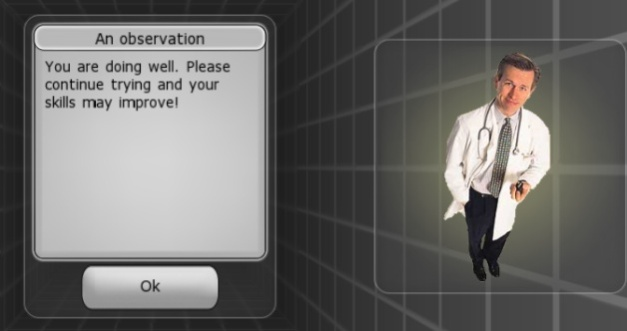 An observation
You are doing well. Please
continue trying and your
skills may improve!
Ok